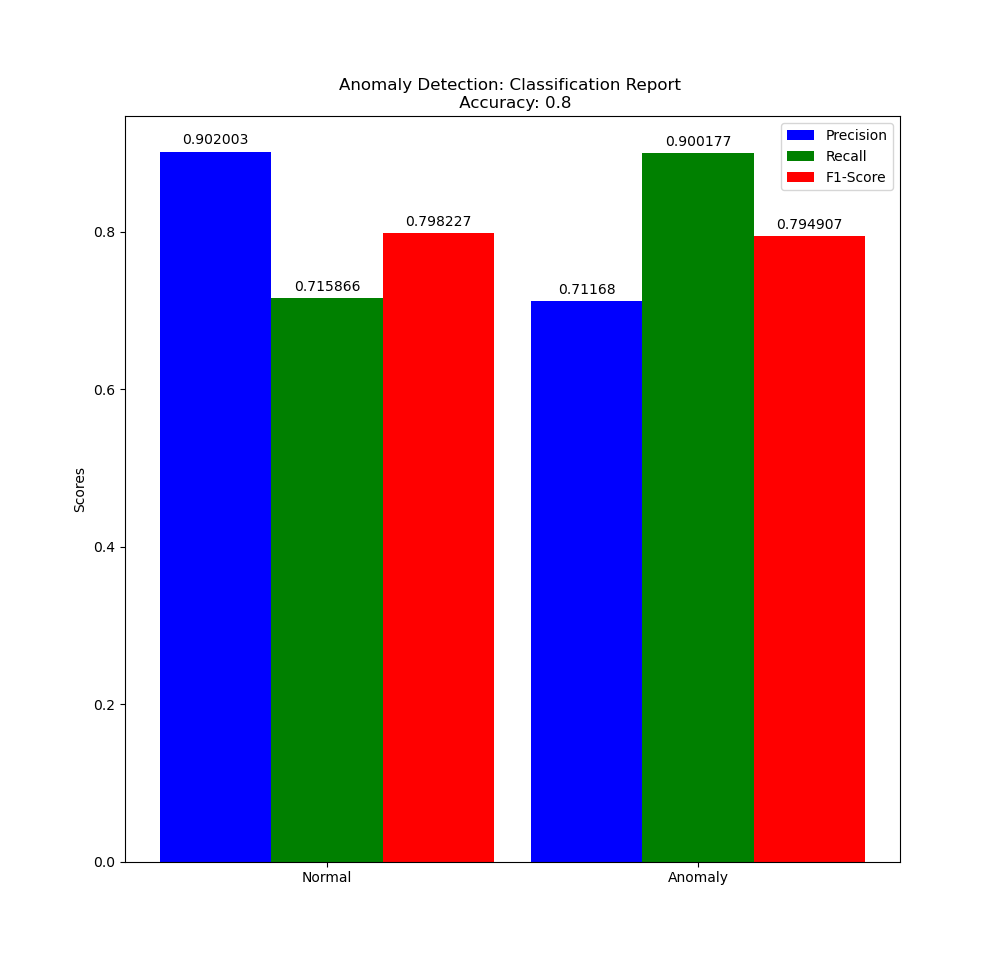 Anomaly Detection: Classification Report
Accuracy: 0.8
Precision
Recall
F1-Score
0.902003
0.715866
0.798227
0.71168
0.900177
0.794907
Scores
0.8
0.6
0.4
0.2
0.0
Normal
Anomaly